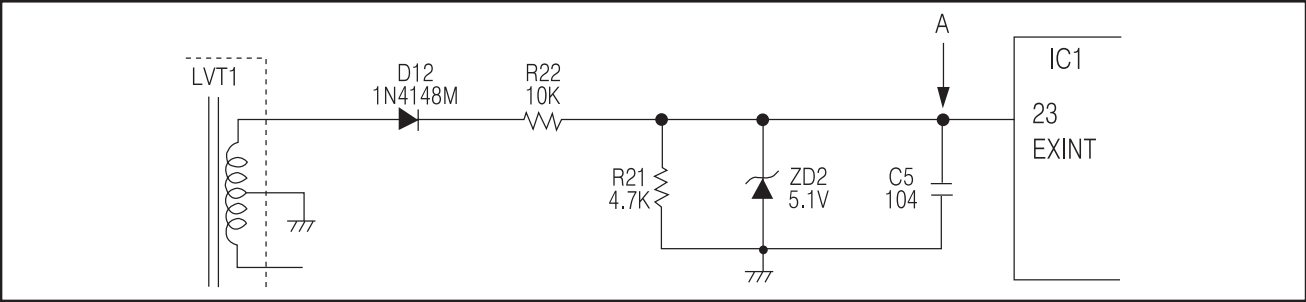 A
LVT1
D12
1N4148M
R22
10K
IC1
23
EXINT
R21
4.7K
ZD2
5.1V
C5
104